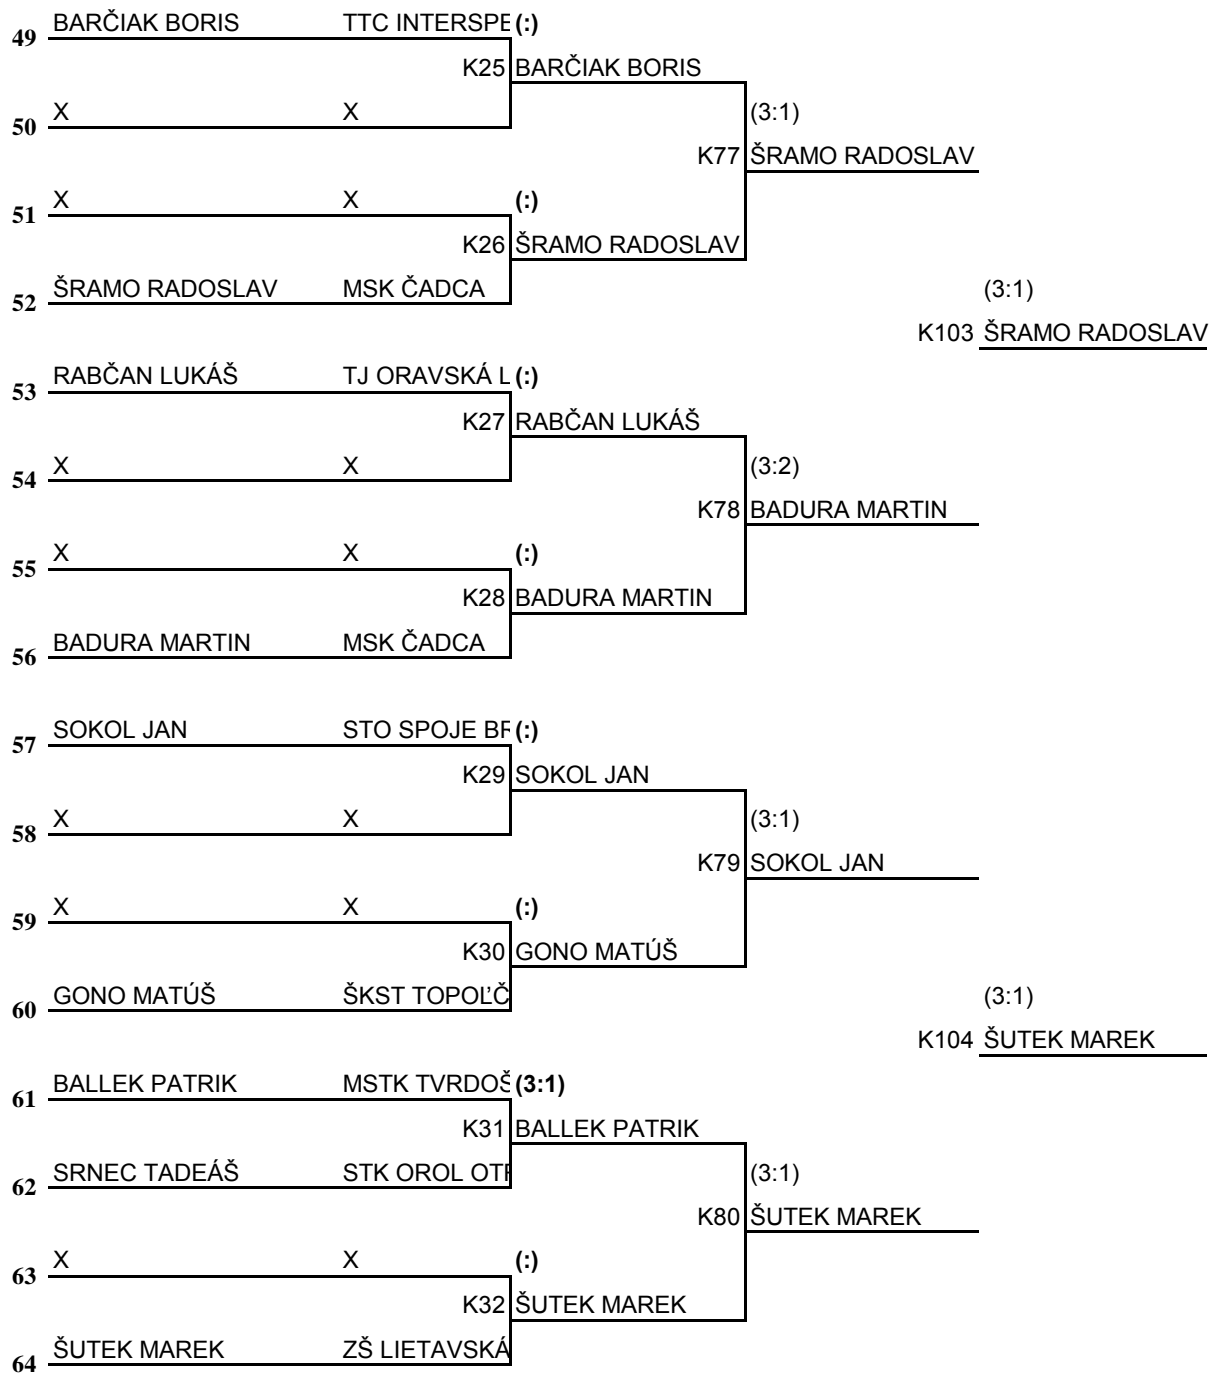 49 BARČIAK BORIS TTC INTERSPE (:)
K25 BARČIAK BORIS
50 X X (3:1)
K77 ŠRAMO RADOSLAV
51 X X (:)
K26 ŠRAMO RADOSLAV
52 ŠRAMO RADOSLAV MSK ČADCA (3:1)
K103 ŠRAMO RADOSLAV
53 RABČAN LUKÁŠ TJ ORAVSKÁ L (:)
K27 RABČAN LUKÁŠ
54 X X (3:2)
K78 BADURA MARTIN
55 X X (:)
K28 BADURA MARTIN
56 BADURA MARTIN MSK ČADCA
57 SOKOL JAN STO SPOJE BR (:)
K29 SOKOL JAN
58 X X (3:1)
K79 SOKOL JAN
59 X X (:)
K30 GONO MATÚŠ
60 GONO MATÚŠ ŠKST TOPOĽČ (3:1)
K104 ŠUTEK MAREK
61 BALLEK PATRIK MSTK TVRDOŠ (3:1)
K31 BALLEK PATRIK
62 SRNEC TADEÁŠ STK OROL OTR (3:1)
K80 ŠUTEK MAREK
63 X X (:)
K32 ŠUTEK MAREK
64 ŠUTEK MAREK ZŠ LIETAVSKÁ